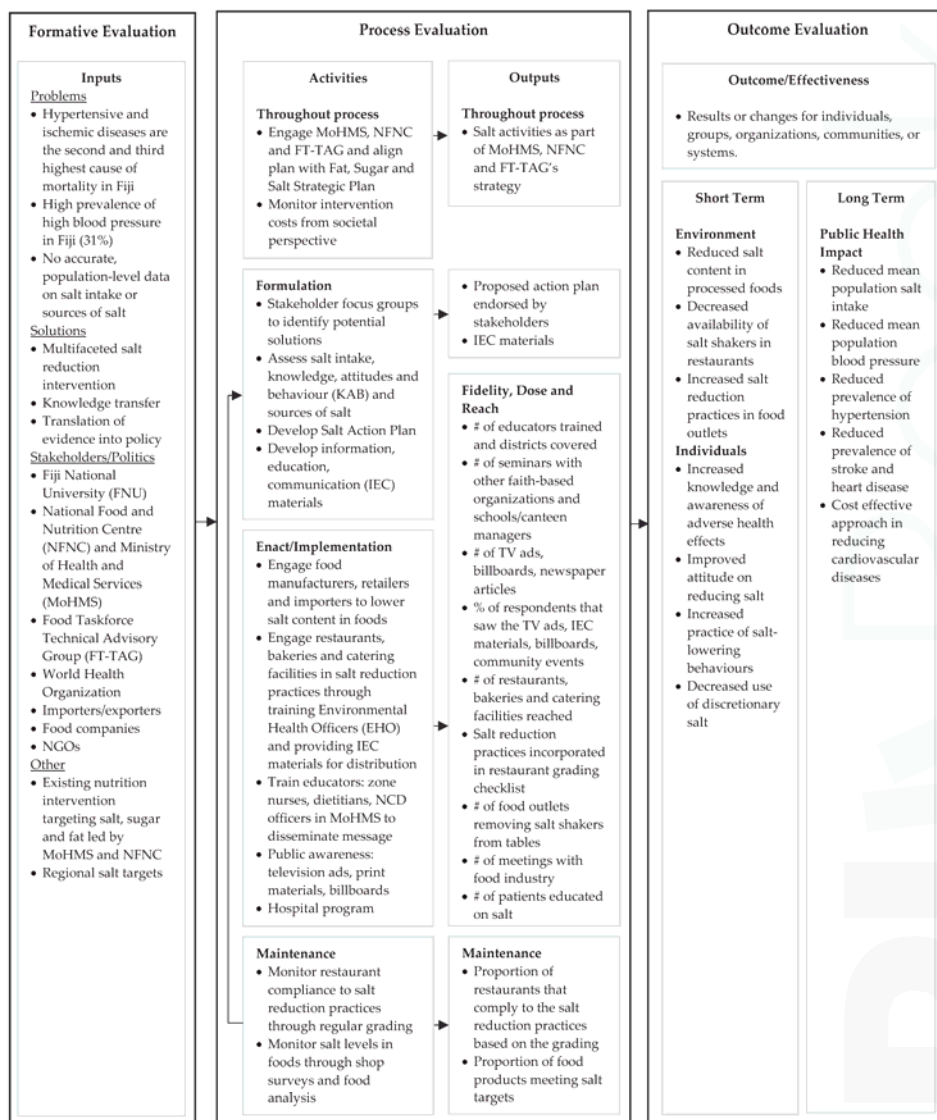 Formative Evaluation
Inputs
Problems
• Hypertensive and
ischemic diseases are
the second and third
highest cause of
mortality in Fiji
• High prevalence of
high blood pressure
in Fiji (31%)
• No accurate,
population-level data
on salt intake or
sources of salt
Solutions
• Multifaceted salt
reduction
intervention
• Knowledge transfer
• Translation of
evidence into policy
Stakeholders/Politics
• Fiji National
University (FNU)
• National Food and
Nutrition Centre
(NFNC) and Ministry
of Health and
Medical Services
(MoHMS)
• Food Taskforce
Technical Advisory
Group (FT-TAG)
• World Health
Organization
• Importers/exporters
• Food companies
• NGOs
Other
• Existing nutrition
intervention
targeting salt, sugar
and fat led by
MoHMS and NFNC
• Regional salt targets
Process Evaluation
Activities
Throughout process
• Engage MoHMS, NFNC
and FT-TAG and align
plan with Fat, Sugar and
Salt Strategic Plan
• Monitor intervention
costs from societal
perspective
Formulation
• Stakeholder focus groups
to identify potential
solutions
• Assess salt intake,
knowledge, attitudes and
behaviour (KAB) and
sources of salt
• Develop Salt Action Plan
• Develop information,
education,
communication (IEC)
materials
Enact/Implementation
• Engage food
manufacturers, retailers
and importers to lower
salt content in foods
• Engage restaurants,
bakeries and catering
facilities in salt reduction
practices through
training Environmental
Health Officers (EHO)
and providing IEC
materials for distribution
• Train educators: zone
nurses, dietitians, NCD
officers in MoHMS to
disseminate message
• Public awareness:
television ads, print
materials, billboards
• Hospital program
Maintenance
• Monitor restaurant
compliance to salt
reduction practices
through regular grading
• Monitor salt levels in
foods through shop
surveys and food
analysis
Outputs
Throughout process
• Salt activities as part
of MoHMS, NFNC
and FT-TAG's
strategy
• Proposed action plan
endorsed by
stakeholders
• IEC materials
Fidelity, Dose and
Reach
• # of educators trained
and districts covered
• # of seminars with
other faith-based
organizations and
schools/canteen
managers
• # of TV ads,
billboards, newspaper
articles
• % of respondents that
saw the TV ads, IEC
materials, billboards,
community events
• # of restaurants,
bakeries and catering
facilities reached
• Salt reduction
practices incorporated
in restaurant grading
checklist
• # of food outlets
removing salt shakers
from tables
• # of meetings with
food industry
• # of patients educated
on salt
Maintenance
• Proportion of
restaurants that
comply to the salt
reduction practices
based on the grading
• Proportion of food
products meeting salt
targets
Outcome Evaluation
Outcome/Effectiveness
• Results or changes for individuals,
groups, organizations, communities, or
systems.
Short Term
Environment
• Reduced salt
content in
processed foods
• Decreased
availability of
salt shakers in
restaurants
• Increased salt
reduction
practices in food
outlets
Individuals
• Increased
knowledge and
awareness of
adverse health
effects
• Improved
attitude on
reducing salt
• Increased
practice of salt-
lowering
behaviours
• Decreased use
of discretionary
salt
Long Term
Public Health
Impact
• Reduced mean
population salt
intake
• Reduced mean
population
blood pressure
• Reduced
prevalence of
hypertension
• Reduced
prevalence of
stroke and
heart disease
• Cost effective
approach in
reducing
cardiovascular
diseases